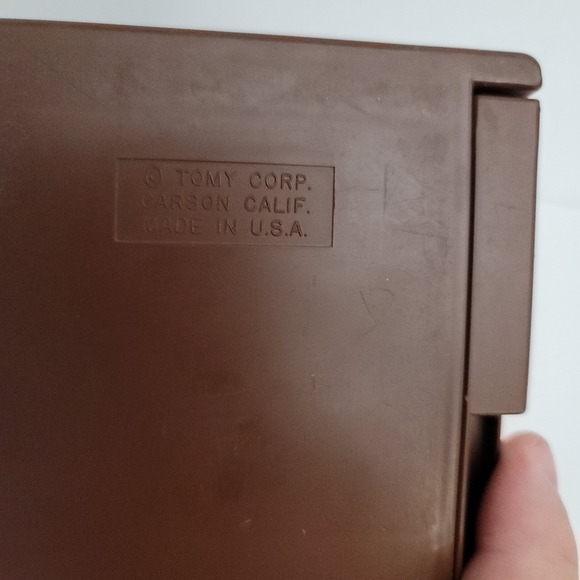 © TOMY CORP.
CARSON CALIF.
MADE IN U.S.A.